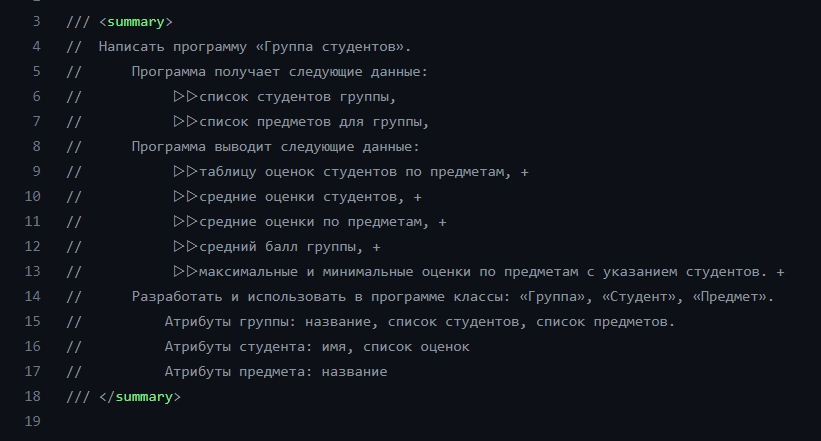 3 /// <summary>
4 // Написать программу «Группа студентов».
5 // Программа получает следующие данные:
6 // ▷▷список студентов группы,
7 // ▷▷список предметов для группы,
8 // Программа выводит следующие данные:
9 // ▷▷таблицу оценок студентов по предметам, +
10 // ▷▷средние оценки студентов, +
11 // ▷▷средние оценки по предметам, +
12 // ▷▷средний балл группы, +
13 // ▷▷максимальные и минимальные оценки по предметам с указанием студентов. +
14 // Разработать и использовать в программе классы: «Группа», «Студент», «Предмет».
15 // Атрибуты группы: название, список студентов, список предметов.
16 // Атрибуты студента: имя, список оценок
17 // Атрибуты предмета: название
18 /// </summary>
19